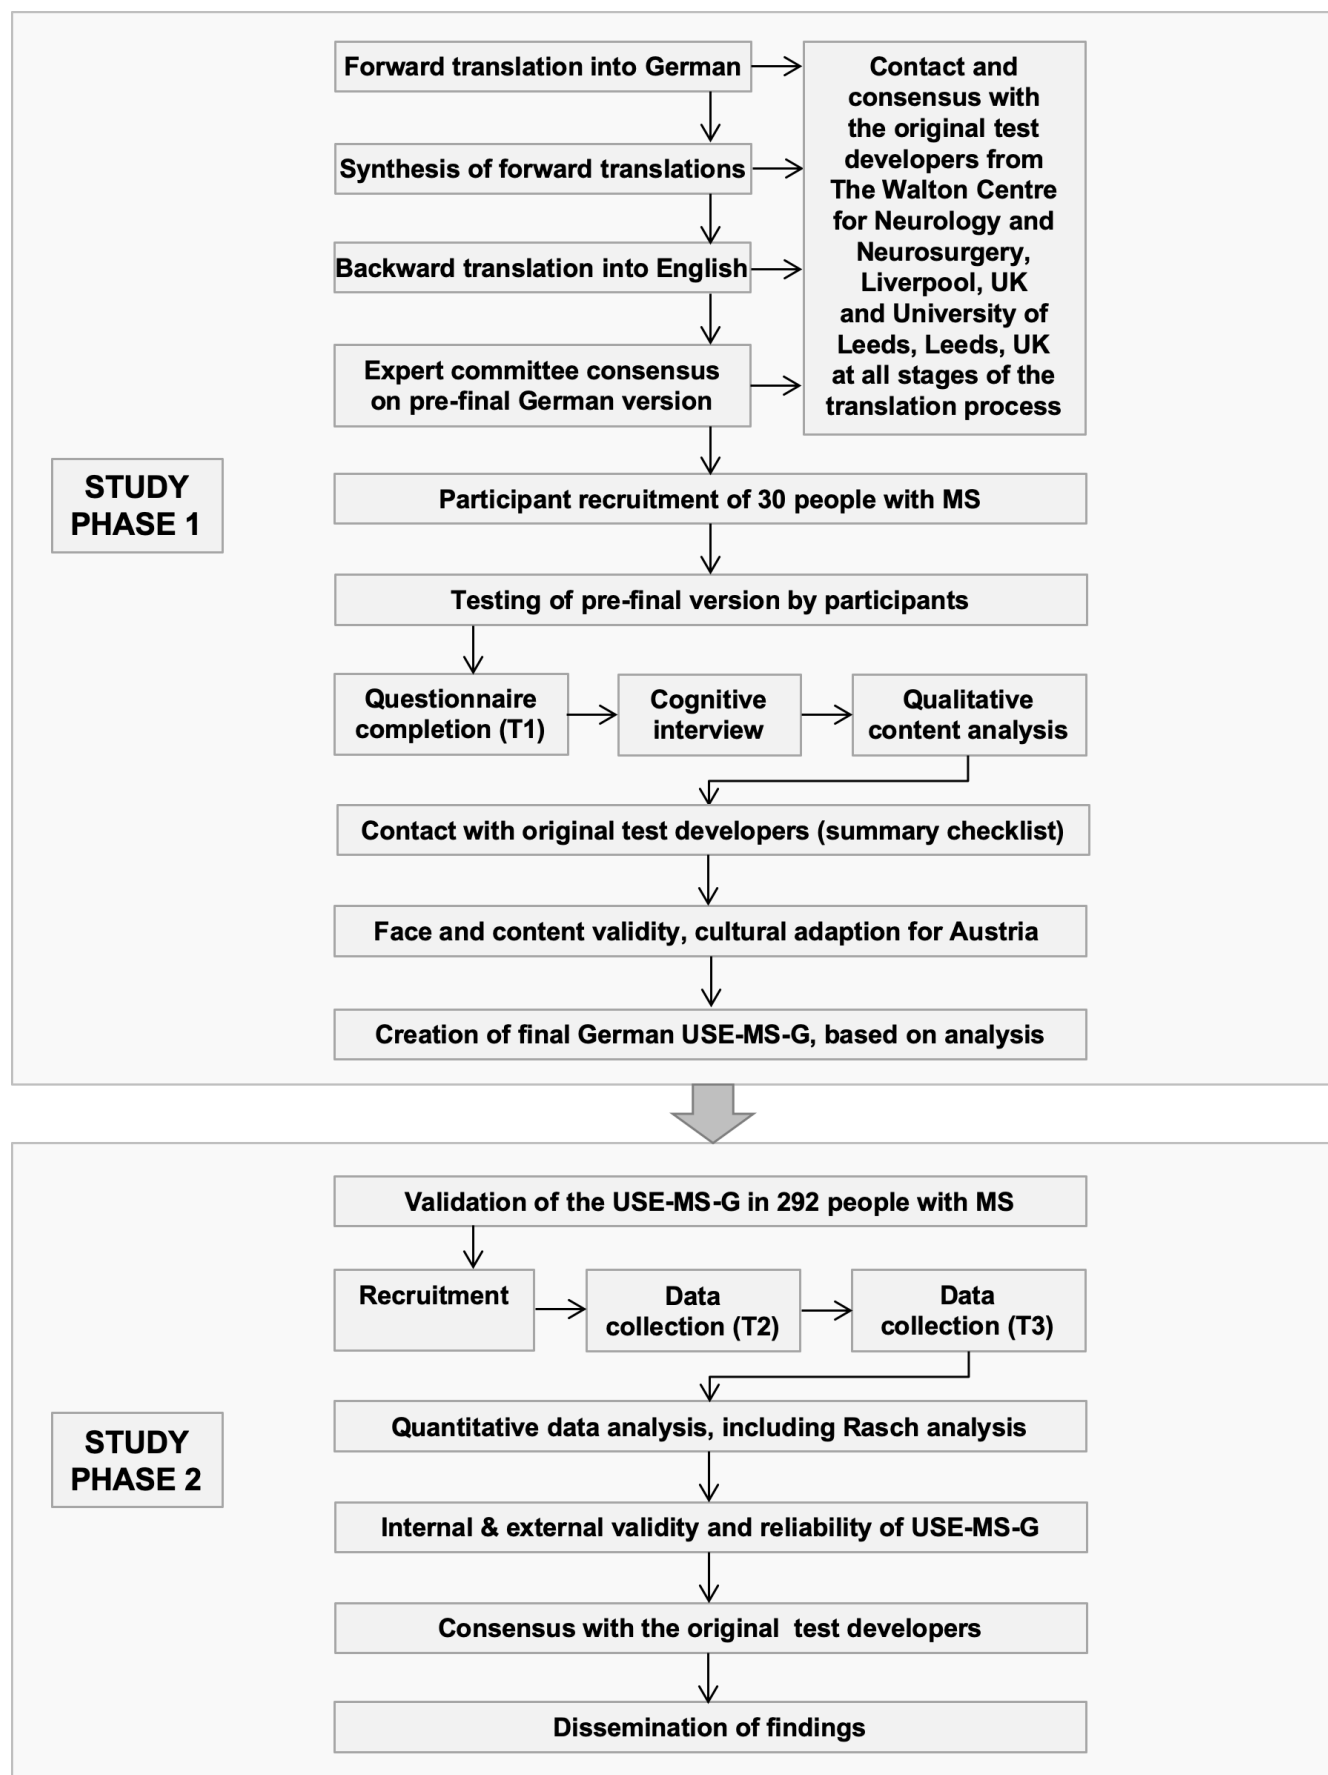 Forward translation into German
Synthesis of forward translations
Backward translation into English
Expert committee consensus
on pre-final German version
Contact and
consensus with
the original test
developers from
The Walton Centre
for Neurology and
Neurosurgery,
Liverpool, UK
and University of
Leeds, Leeds, UK
at all stages of the
translation process
STUDY
PHASE 1
Participant recruitment of 30 people with MS
Testing of pre-final version by participants
Questionnaire
completion (T1)
Cognitive
interview
Qualitative
content analysis
Contact with original test developers (summary checklist)
Face and content validity, cultural adaption for Austria
Creation of final German USE-MS-G, based on analysis
Validation of the USE-MS-G in 292 people with MS
Recruitment
Data
collection (T2)
Data
collection (T3)
STUDY
PHASE 2
Quantitative data analysis, including Rasch analysis
Internal & external validity and reliability of USE-MS-G
Consensus with the original  test developers
Dissemination of findings